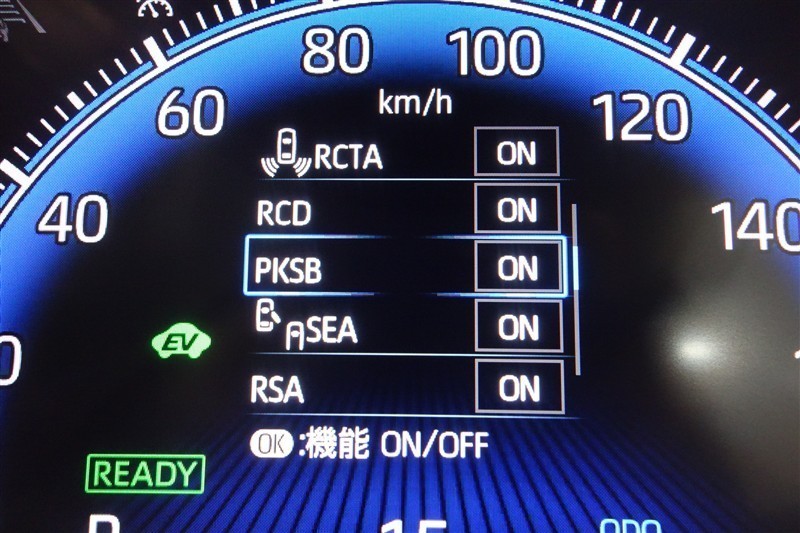 80 100
60 km/h 120
RCTA ON
40 RCD ON 140
PKSB ON
SEA ON
EV
RSA ON
OK:機能 ON/OFF
READY